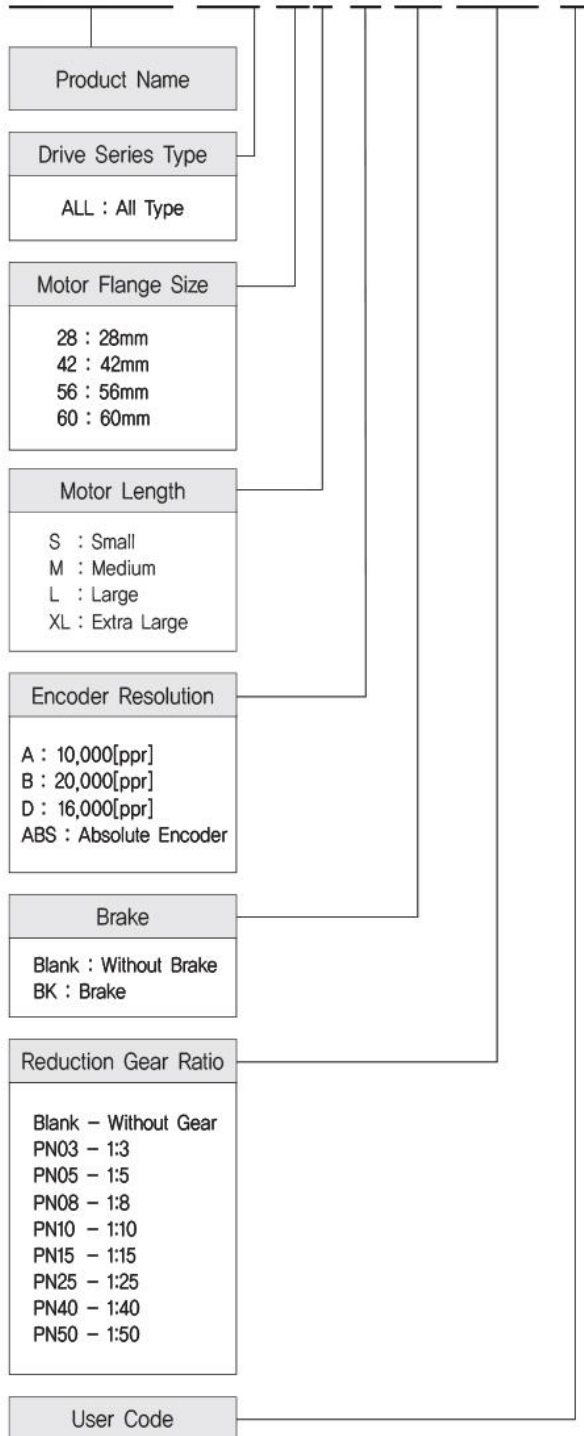 Product Name
Drive Series Type
ALL : All Type
Motor Flange Size
28 : 28mm
42 : 42mm
56 : 56mm
60 : 60mm
Motor Length
S : Small
M : Medium
L : Large
XL : Extra Large
Encoder Resolution
A : 10,000[ppr]
B : 20,000[ppr]
D : 16,000[ppr]
ABS : Absolute Encoder
Brake
Blank : Without Brake
BK : Brake
Reduction Gear Ratio
Blank – Without Gear
PN03 – 1:3
PN05 – 1:5
PN08 – 1:8
PN10 – 1:10
PN15 – 1:15
PN25 – 1:25
PN40 – 1:40
PN50 – 1:50
User Code